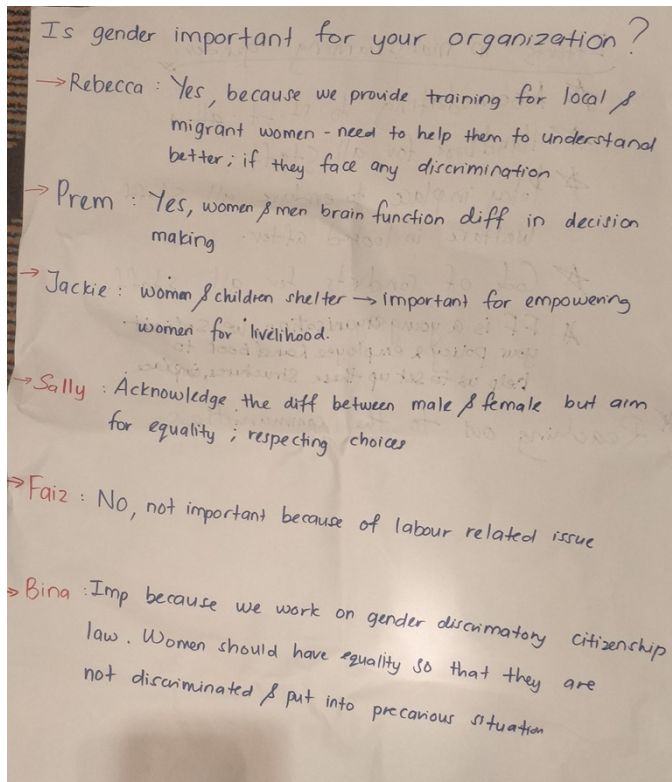 Is gender important for your organization?
→ Rebecca : Yes, because we provide training for local &
migrant women - need to help them to understand
better; if they face any discrimination
→ Prem : Yes, women & men brain function diff in decision
making
→ Jackie : women & children shelter → important for empowering
women for livelihood.
→ Sally : Acknowledge the diff between male & female but aim
for equality ; respecting choices
→ Faiz : No, not important because of labour related issue
→ Bina : Imp because we work on gender discrimatory citizenship
law. Women should have equality so that they are
not discriminated & put into precarious situation